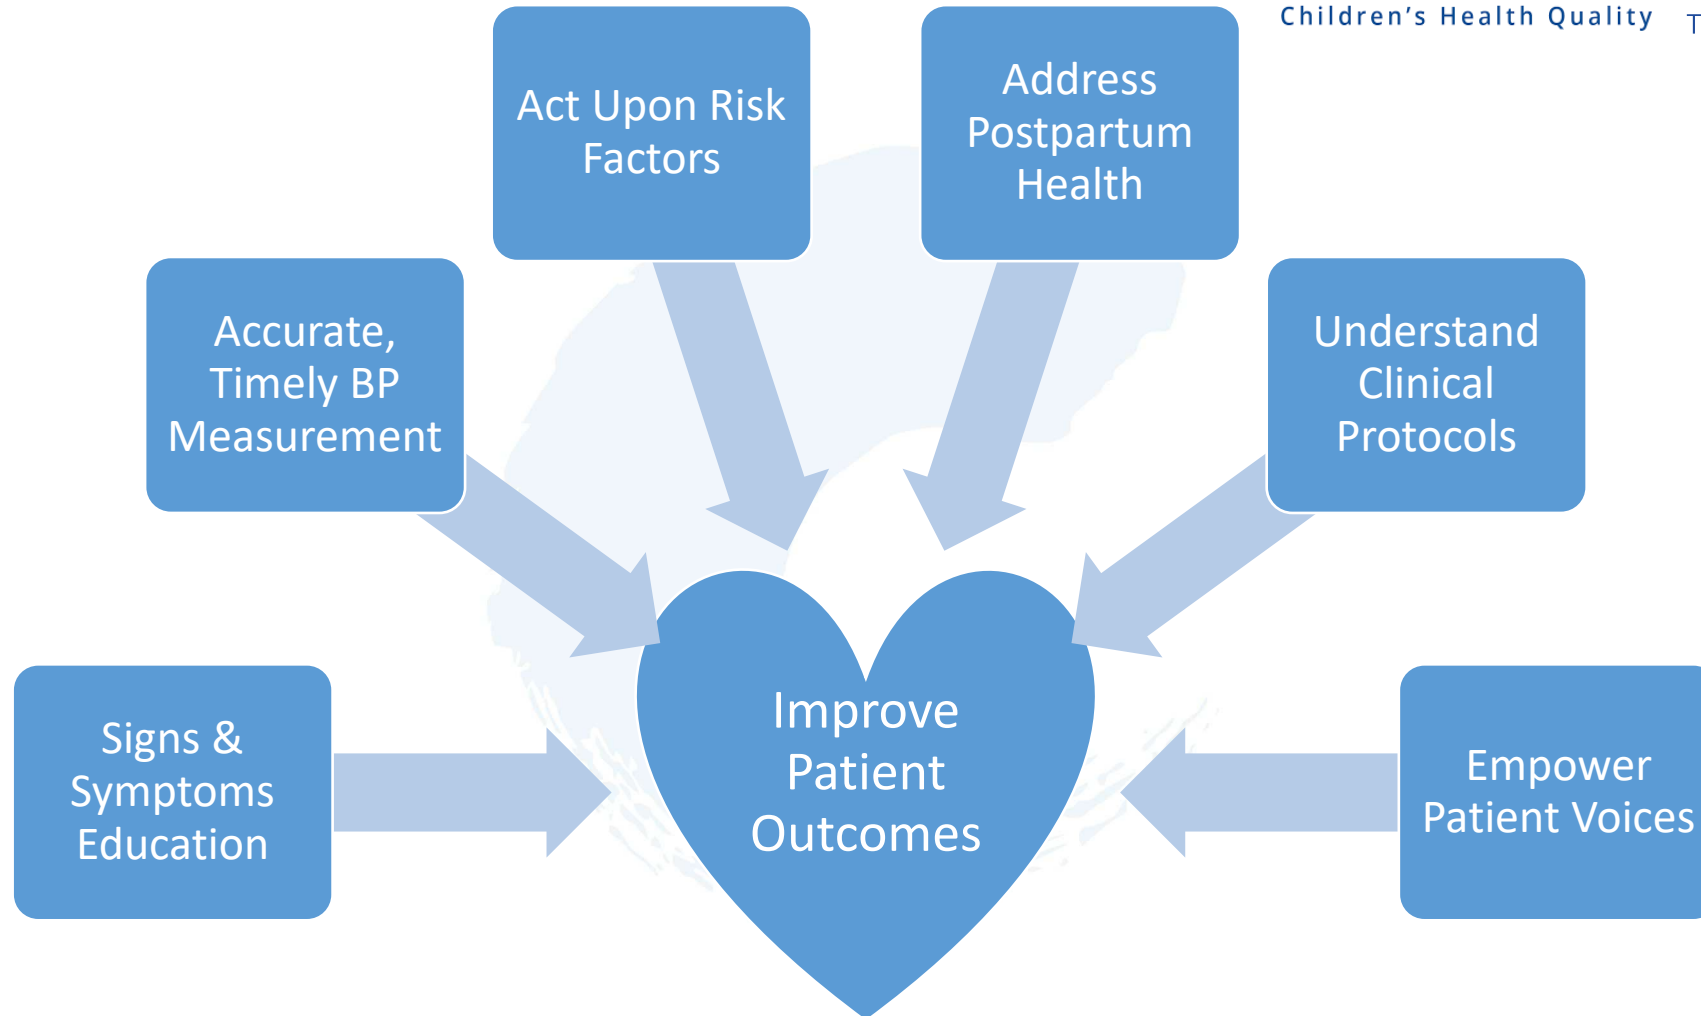 Children's Health Quality
Act Upon Risk
Factors
Address
Postpartum
Health
Accurate,
Timely BP
Measurement
Understand
Clinical
Protocols
Signs &
Symptoms
Education
Improve
Patient
Outcomes
Empower
Patient Voices